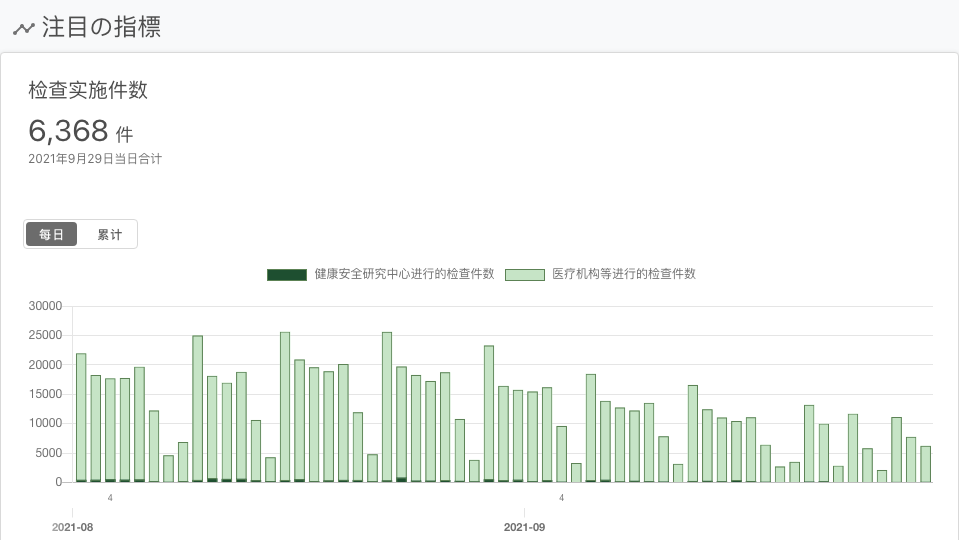 注目の指標
检查实施件数
6,368 件
2021年9月29日当日合计
每日 累计
健康安全研究中心进行的检查件数 医疗机构等进行的检查件数
30000
25000
20000
15000
10000
5000
0
4 4
2021-08 2021-09